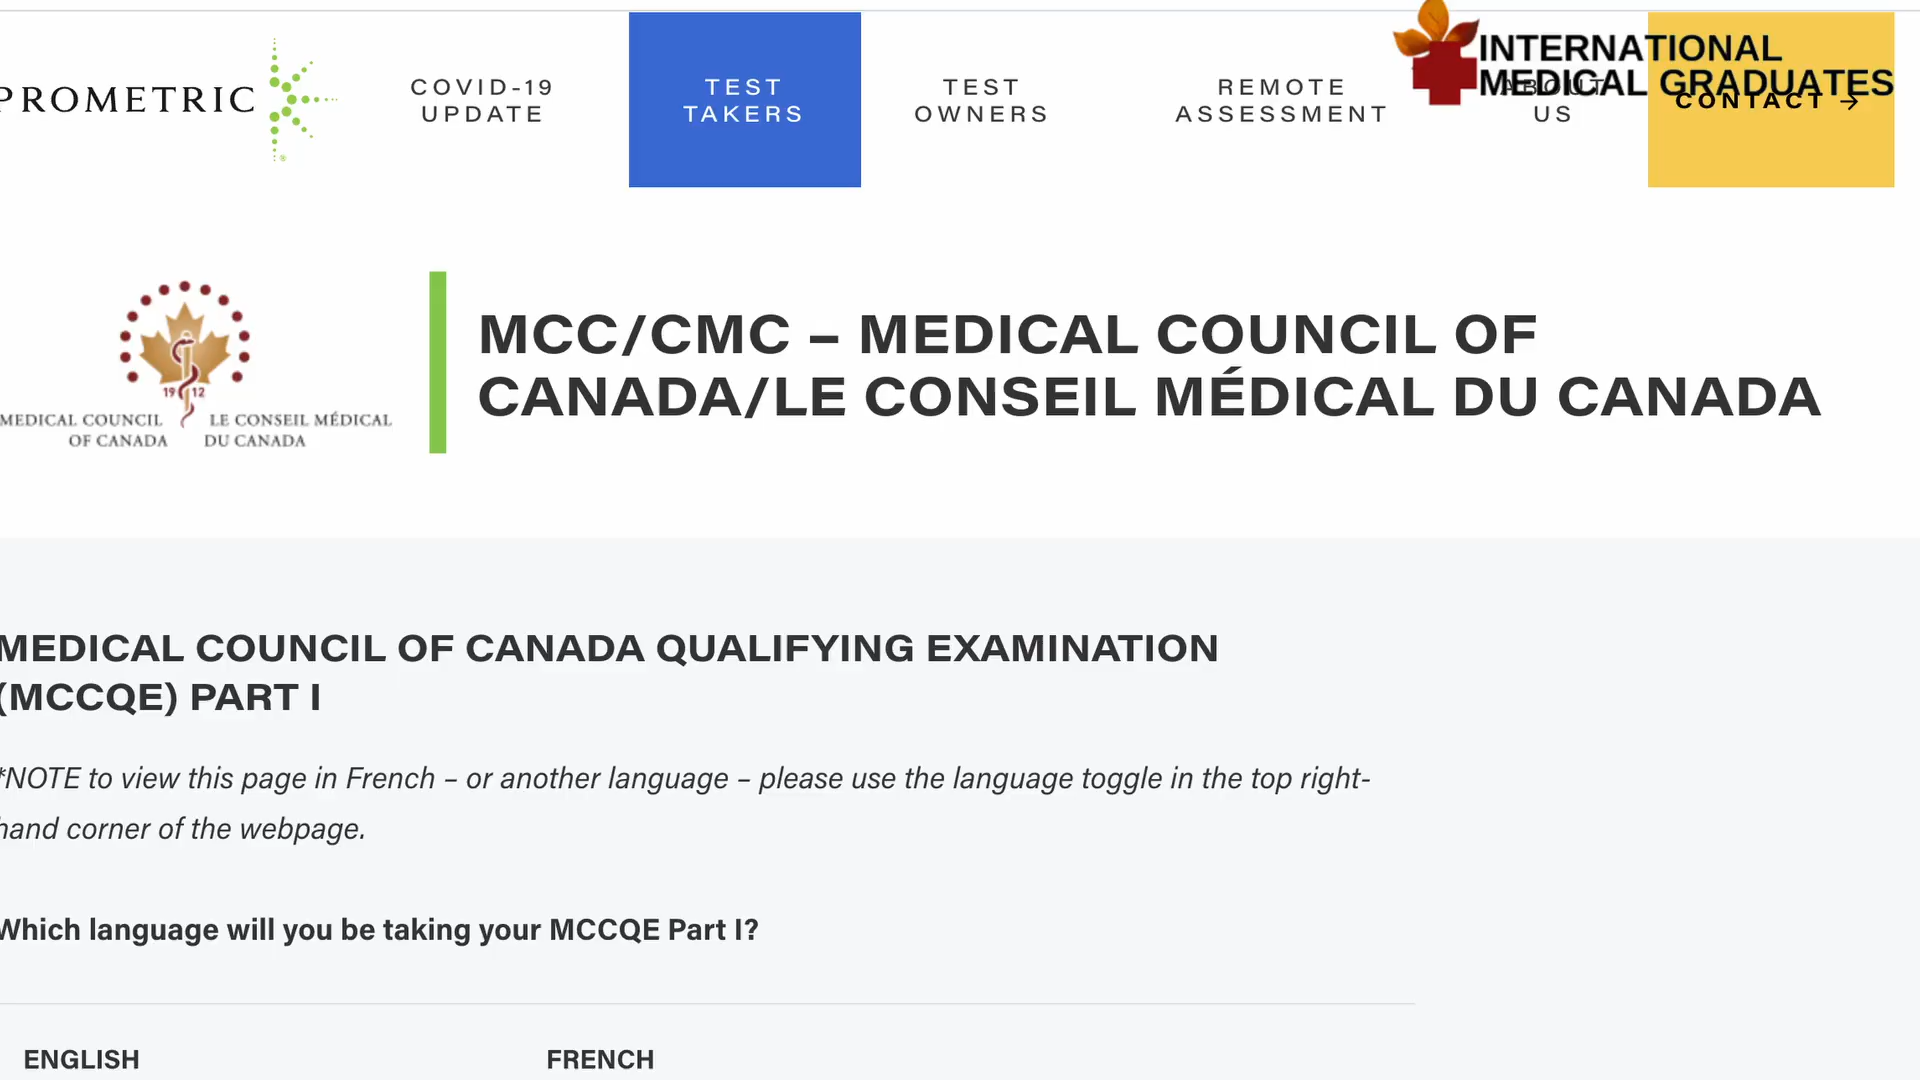 PROMETRIC
®
COVID-19
UPDATE
TEST
TAKERS
TEST
OWNERS
REMOTE
ASSESSMENT
ABOUT
US
CONTACT →
INTERNATIONAL
MEDICAL GRADUATES
19 12
MEDICAL COUNCIL LE CONSEIL MÉDICAL
OF CANADA DU CANADA
MCC/CMC – MEDICAL COUNCIL OF
CANADA/LE CONSEIL MÉDICAL DU CANADA
MEDICAL COUNCIL OF CANADA QUALIFYING EXAMINATION
(MCCQE) PART I
*NOTE to view this page in French – or another language – please use the language toggle in the top right-
hand corner of the webpage.
Which language will you be taking your MCCQE Part I?
ENGLISH
FRENCH